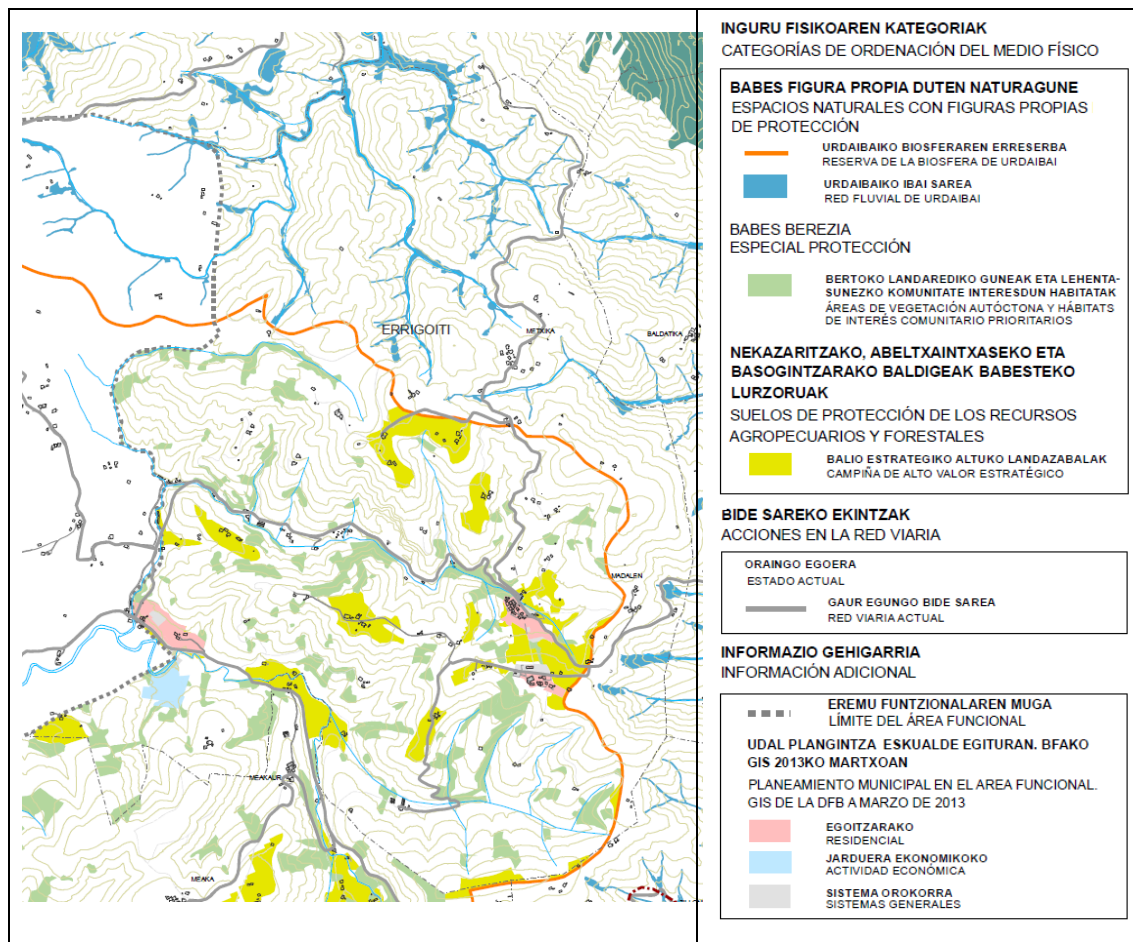 ERRIGOITI
METXIKA
BALDATIKA
MADALEN
MEAKAUR
MEAKA
INGURU FISIKOAREN KATEGORIAK
CATEGORÍAS DE ORDENACIÓN DEL MEDIO FÍSICO
BABES FIGURA PROPIA DUTEN NATURAGUNE
ESPACIOS NATURALES CON FIGURAS PROPIAS
DE PROTECCIÓN
URDAIBAIKO BIOSFERAREN ERRESERBA
RESERVA DE LA BIOSFERA DE URDAIBAI
URDAIBAIKO IBAI SAREA
RED FLUVIAL DE URDAIBAI
BABES BEREZIA
ESPECIAL PROTECCIÓN
BERTOKO LANDAREDIKO GUNEAK ETA LEHENTA-
SUNEZKO KOMUNITATE INTERESDUN HABITATAK
ÁREAS DE VEGETACIÓN AUTÓCTONA Y HÁBITATS
DE INTERÉS COMUNITARIO PRIORITARIOS
NEKAZARITZAKO, ABELTXAINTXASEKO ETA
BASOGINTZARAKO BALDIGEAK BABESTEKO
LURZORUAK
SUELOS DE PROTECCIÓN DE LOS RECURSOS
AGROPECUARIOS Y FORESTALES
BALIO ESTRATEGIKO ALTUKO LANDAZABALAK
CAMPIÑA DE ALTO VALOR ESTRATÉGICO
BIDE SAREKO EKINTZAK
ACCIONES EN LA RED VIARIA
ORAINGO EGOERA
ESTADO ACTUAL
GAUR EGUNGO BIDE SAREA
RED VIARIA ACTUAL
INFORMAZIO GEHIGARRIA
INFORMACIÓN ADICIONAL
EREMU FUNTZIONALAREN MUGA
LÍMITE DEL ÁREA FUNCIONAL
UDAL PLANGINTZA ESKUALDE EGITURAN. BFAKO
GIS 2013KO MARTXOAN
PLANEAMIENTO MUNICIPAL EN EL AREA FUNCIONAL.
GIS DE LA DFB A MARZO DE 2013
EGOITZARAKO
RESIDENCIAL
JARDUERA EKONOMIKOKO
ACTIVIDAD ECONÓMICA
SISTEMA OROKORRA
SISTEMAS GENERALES